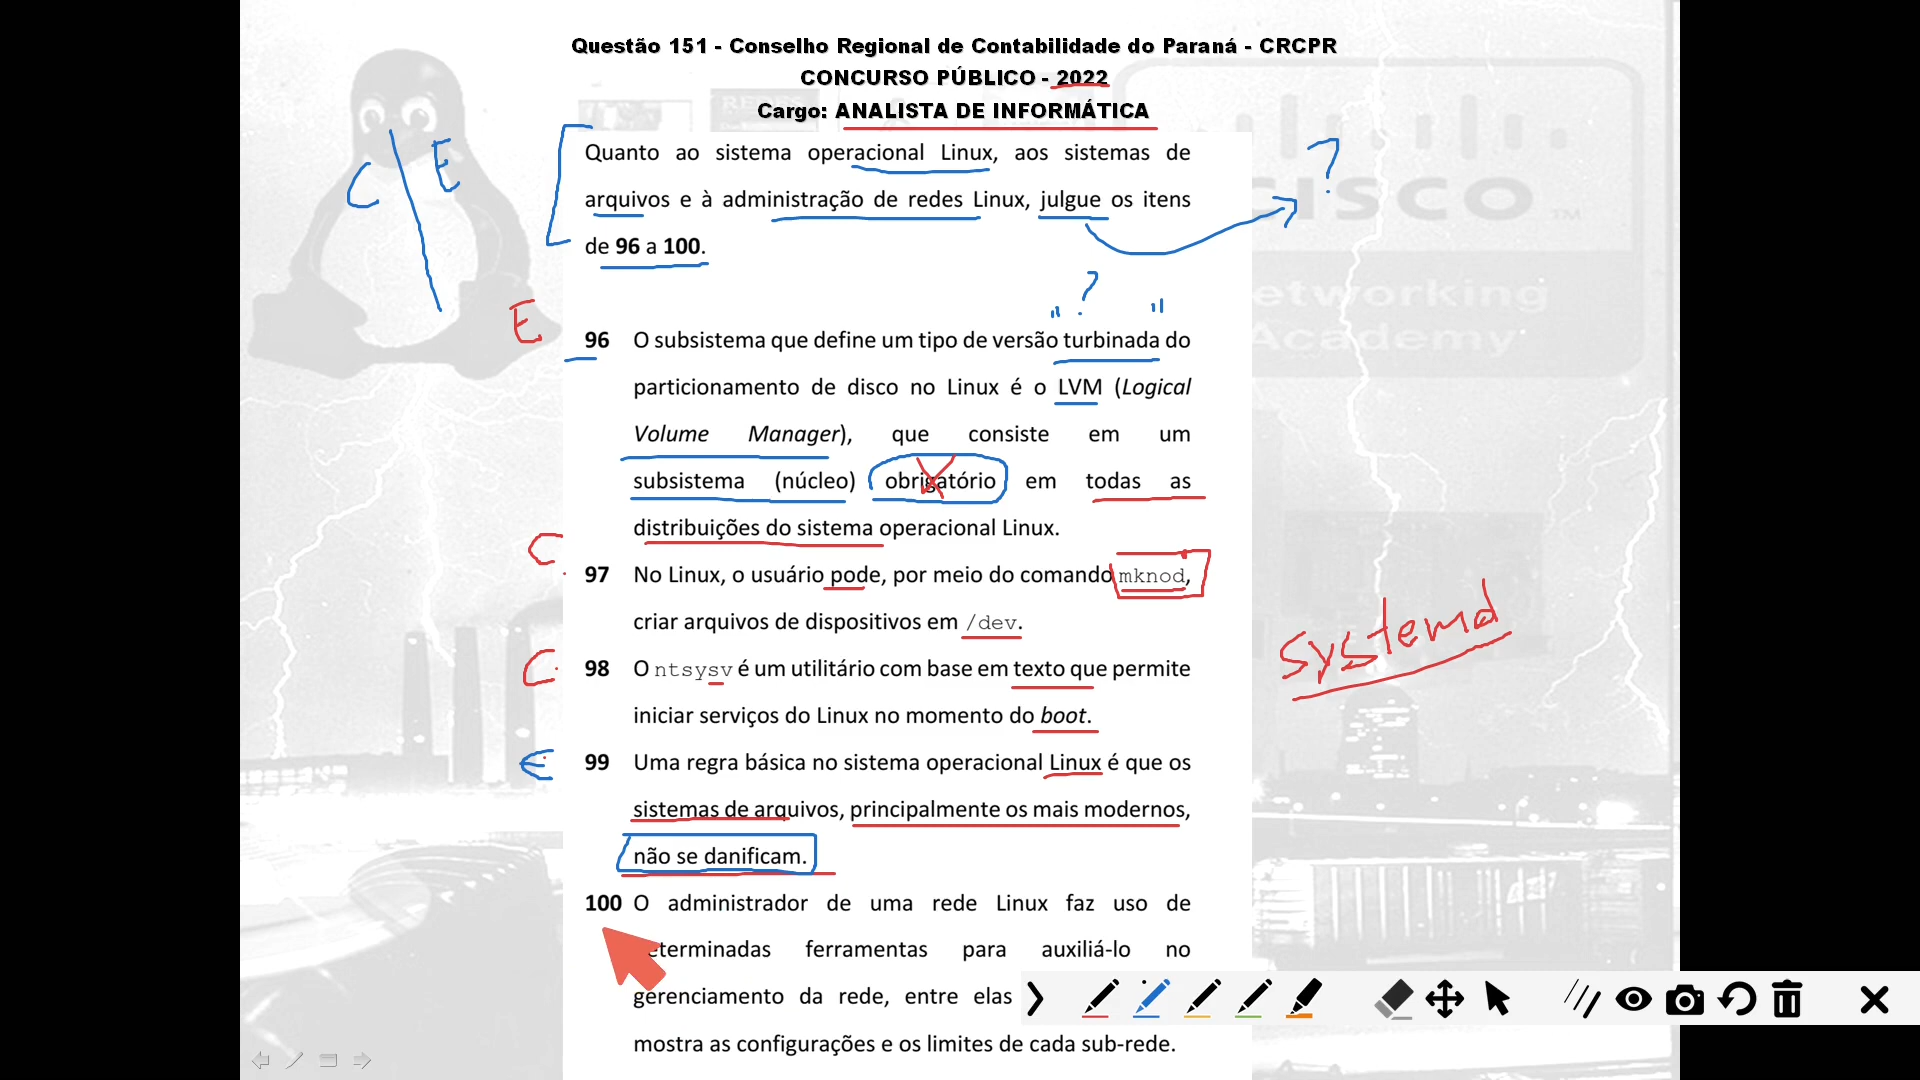 Questão 151 - Conselho Regional de Contabilidade do Paraná - CRCPR
CONCURSO PÚBLICO - 2022
Cargo: ANALISTA DE INFORMÁTICA
Quanto ao sistema operacional Linux, aos sistemas de
arquivos e à administração de redes Linux, julgue os itens
de 96 a 100.
?
CISCO TM
C E
Networking
Academy
" ? "
E
96 O subsistema que define um tipo de versão turbinada do
particionamento de disco no Linux é o LVM (Logical
Volume Manager), que consiste em um
subsistema (núcleo) obrigatório em todas as
distribuições do sistema operacional Linux.
C
97 No Linux, o usuário pode, por meio do comando mknod,
criar arquivos de dispositivos em /dev.
systemd
C
98 O ntsysv é um utilitário com base em texto que permite
iniciar serviços do Linux no momento do boot.
E
99 Uma regra básica no sistema operacional Linux é que os
sistemas de arquivos, principalmente os mais modernos,
não se danificam.
100 O administrador de uma rede Linux faz uso de
determinadas ferramentas para auxiliá-lo no
gerenciamento da rede, entre elas
mostra as configurações e os limites de cada sub-rede.